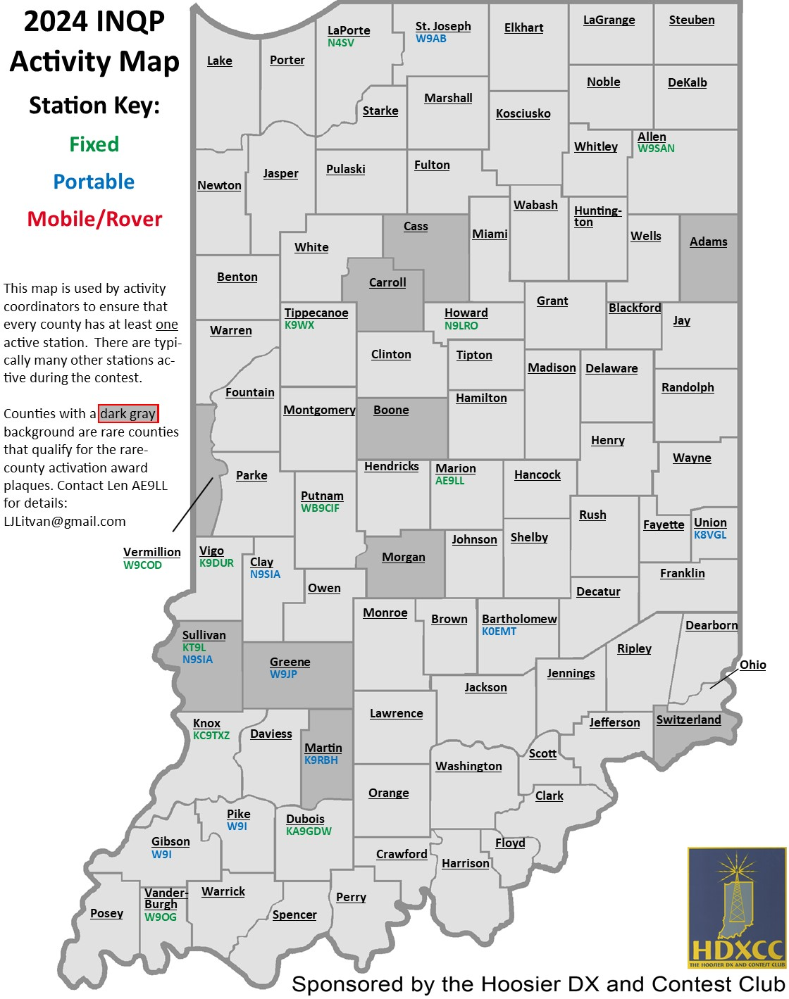 2024 INQP
Activity Map
Station Key:
Fixed
Portable
Mobile/Rover
This map is used by activity
coordinators to ensure that
every county has at least one
active station.  There are typi-
cally many other stations ac-
tive during the contest.
Counties with a dark gray
background are rare counties
that qualify for the rare-
county activation award
plaques. Contact Len AE9LL
for details:
LJLitvan@gmail.com
Lake
Porter
LaPorte
N4SV
St. Joseph
W9AB
Elkhart
LaGrange
Steuben
Noble
DeKalb
Starke
Marshall
Kosciusko
Whitley
Allen
W9SAN
Newton
Jasper
Pulaski
Fulton
Wabash
Hunting-
ton
Cass
Miami
Wells
Adams
White
Benton
Carroll
Grant
Blackford
Jay
Tippecanoe
K9WX
Howard
N9LRO
Warren
Clinton
Tipton
Madison
Delaware
Randolph
Fountain
Montgomery
Boone
Hamilton
Henry
Wayne
Parke
Putnam
WB9CIF
Hendricks
Marion
AE9LL
Hancock
Rush
Fayette
Union
K8VGL
Vermillion
W9COD
Vigo
K9DUR
Clay
N9SIA
Morgan
Johnson
Shelby
Franklin
Owen
Decatur
Monroe
Brown
Bartholomew
K0EMT
Dearborn
Sullivan
KT9L
N9SIA
Greene
W9JP
Ripley
Ohio
Jennings
Jackson
Knox
KC9TXZ
Daviess
Lawrence
Jefferson
Switzerland
Martin
K9RBH
Washington
Scott
Orange
Clark
Pike
W9I
Dubois
KA9GDW
Gibson
W9I
Crawford
Floyd
Harrison
Posey
Vander-
Burgh
W9OG
Warrick
Spencer
Perry
HDXCC
THE HOOSIER DX AND CONTEST CLUB
Sponsored by the Hoosier DX and Contest Club